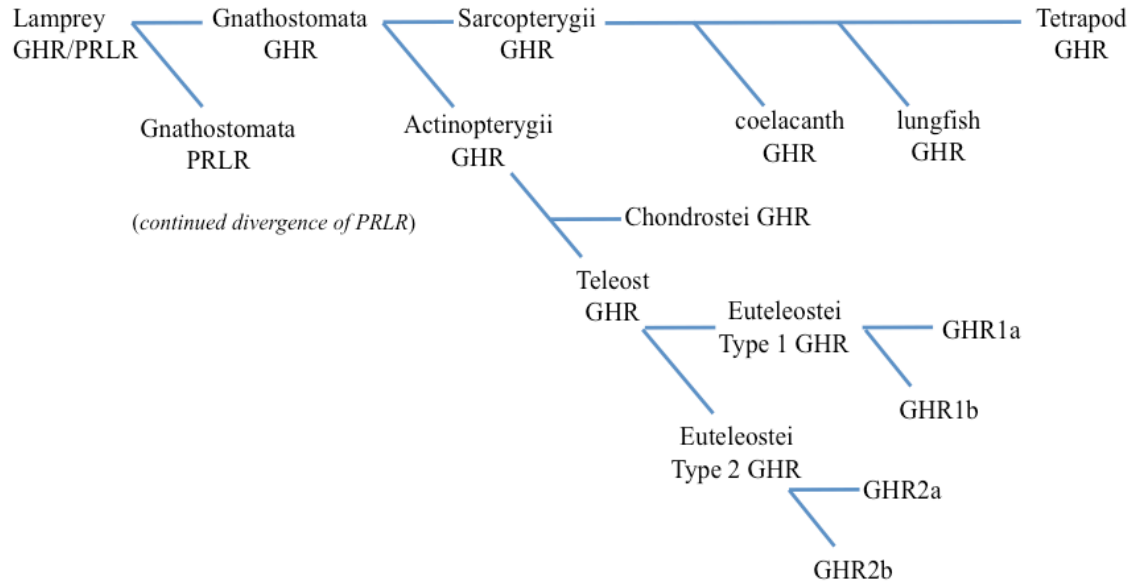 Lamprey
GHR/PRLR
Gnathostomata
GHR
Sarcopterygii
GHR
Tetrapod
GHR
Gnathostomata
PRLR
Actinopterygii
GHR
coelacanth
GHR
lungfish
GHR
(continued divergence of PRLR)
Chondrostei GHR
Teleost
GHR
Euteleostei
Type 1 GHR
GHR1a
GHR1b
Euteleostei
Type 2 GHR
GHR2a
GHR2b